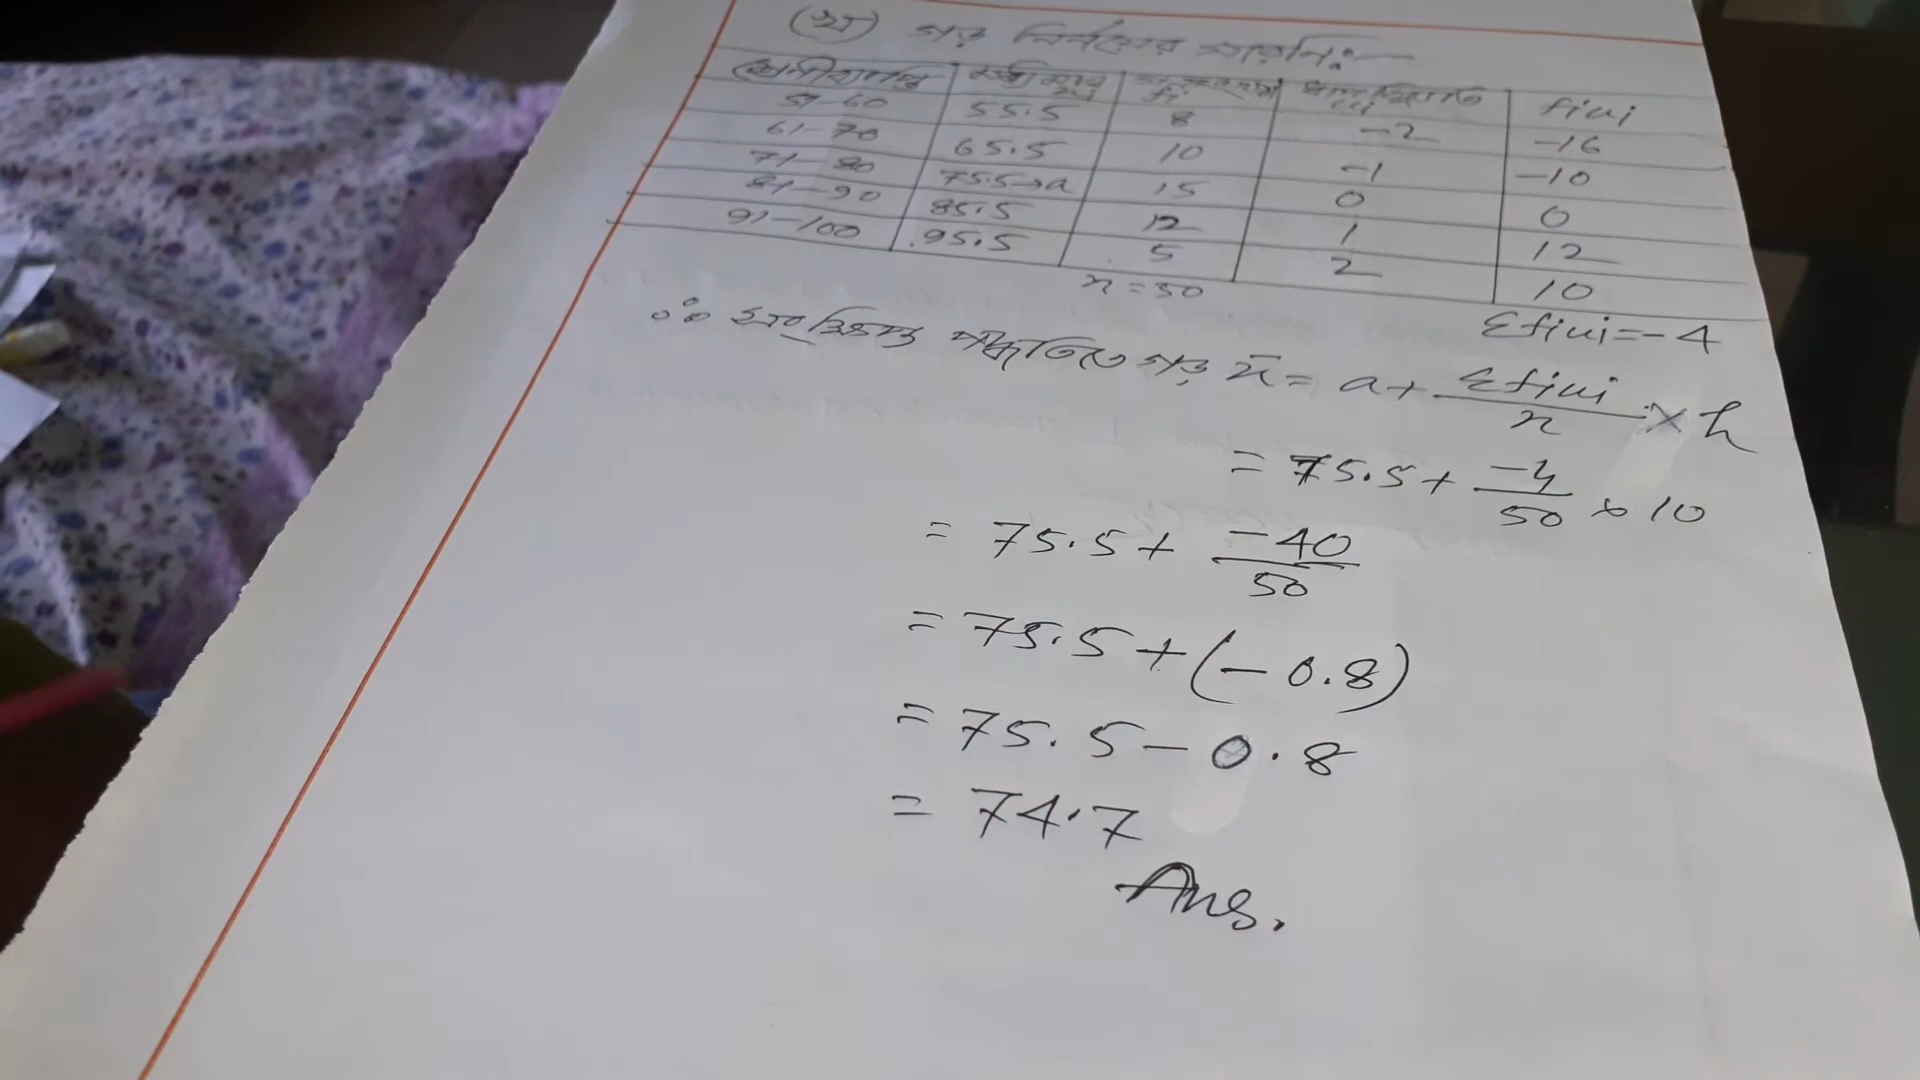 (খ) গড় নির্ণয়ের সারণি:-
শ্রেণীব্যাপ্তি মধ্যমান xi গণসংখ্যা fi ধাপ বিচ্যুতি ui fiui
51-60 55.5 8 -2 -16
61-70 65.5 10 -1 -10
71-80 75.5→a 15 0 0
81-90 85.5 12 1 12
91-100 95.5 5 2 10
n = 50 Σfiui = -4
∴ সংক্ষিপ্ত পদ্ধতিতে গড়, x̄ = a + Σfiui/n × h
= 75.5 + -4/50 × 10
= 75.5 + -40/50
= 75.5 + (-0.8)
= 75.5 - 0.8
= 74.7
Ans.